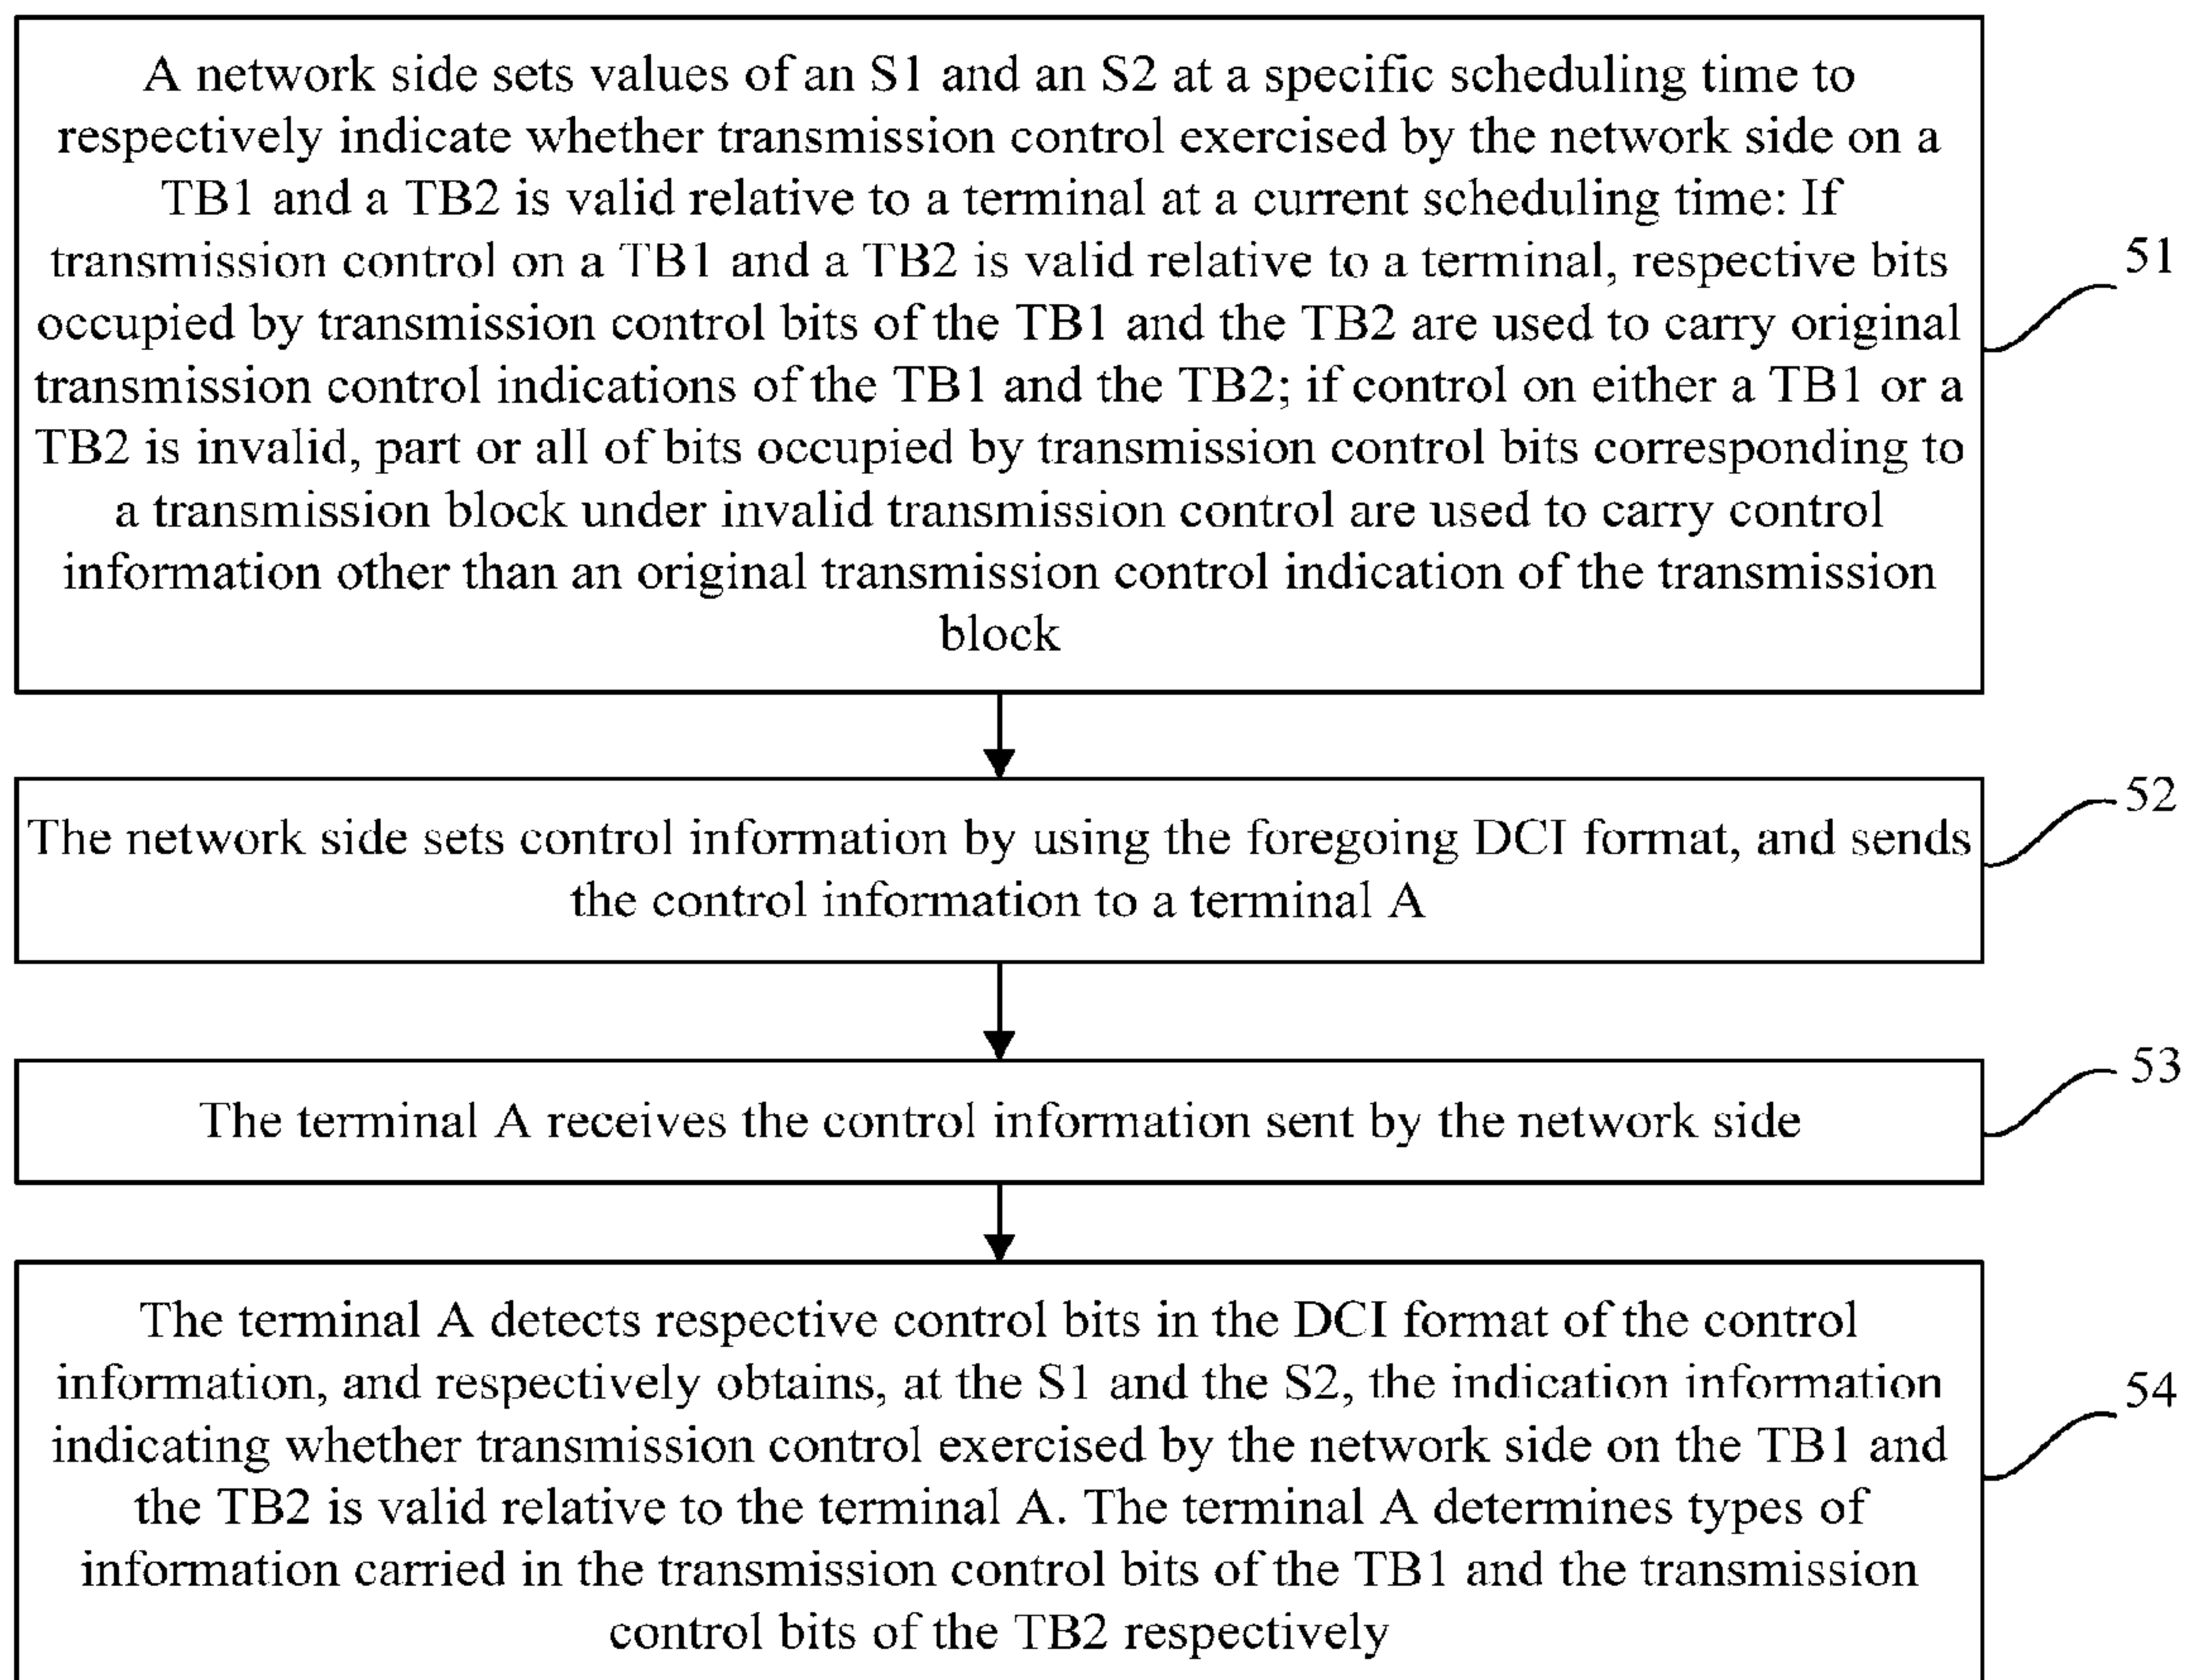 A network side sets values of an S1 and an S2 at a specific scheduling time to
respectively indicate whether transmission control exercised by the network side on a
TB1 and a TB2 is valid relative to a terminal at a current scheduling time: If
transmission control on a TB1 and a TB2 is valid relative to a terminal, respective bits
occupied by transmission control bits of the TB1 and the TB2 are used to carry original
transmission control indications of the TB1 and the TB2; if control on either a TB1 or a
TB2 is invalid, part or all of bits occupied by transmission control bits corresponding to
a transmission block under invalid transmission control are used to carry control
information other than an original transmission control indication of the transmission
block
51
The network side sets control information by using the foregoing DCI format, and sends
the control information to a terminal A
52
The terminal A receives the control information sent by the network side
53
The terminal A detects respective control bits in the DCI format of the control
information, and respectively obtains, at the S1 and the S2, the indication information
indicating whether transmission control exercised by the network side on the TB1 and
the TB2 is valid relative to the terminal A. The terminal A determines types of
information carried in the transmission control bits of the TB1 and the transmission
control bits of the TB2 respectively
54